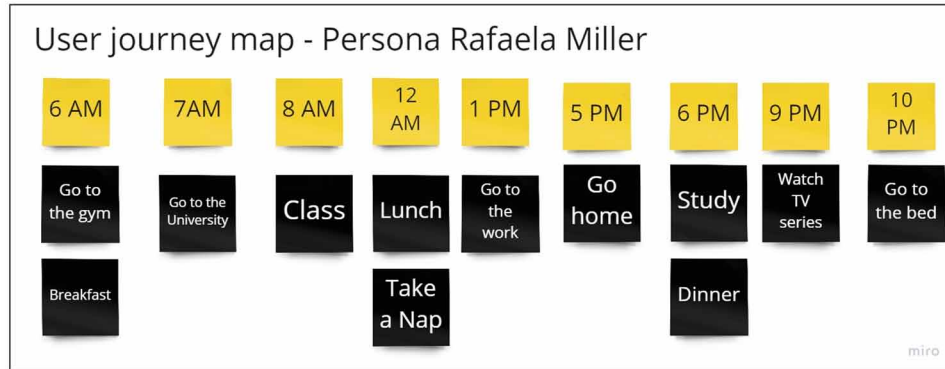 User journey map - Persona Rafaela Miller
6 AM
7AM
8 AM
12
AM
1 PM
5 PM
6 PM
9 PM
10
PM
Go to
the gym
Go to the
University
Class
Lunch
Go to
the
work
Go
home
Study
Watch
TV
series
Go to
the bed
Breakfast
Take
a Nap
Dinner
miro